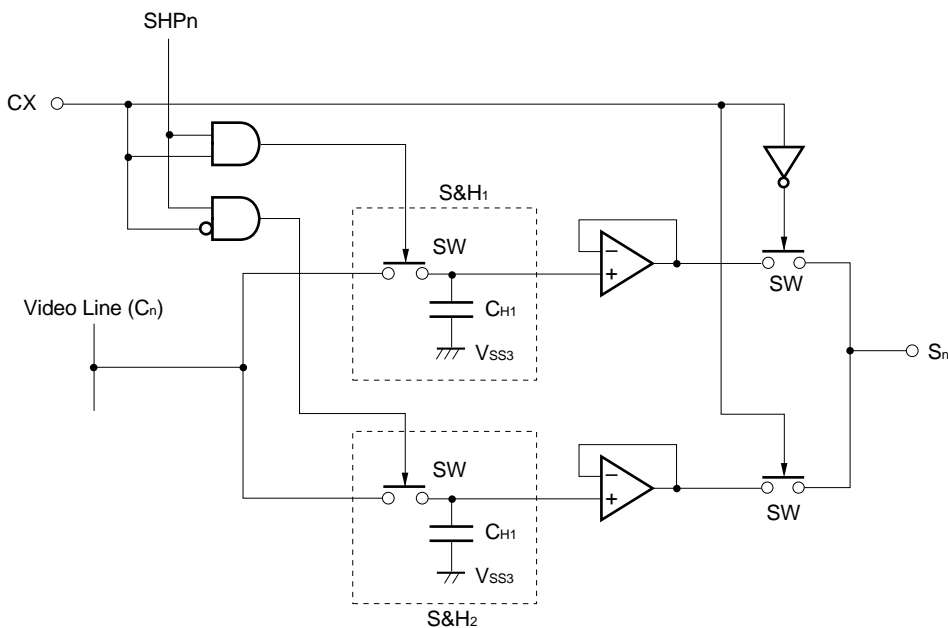 SHPn
CX
S&H1
SW
−
+
CH1
VSS3
SW
Video Line (Cn)
Sn
SW
−
+
CH1
VSS3
SW
S&H2